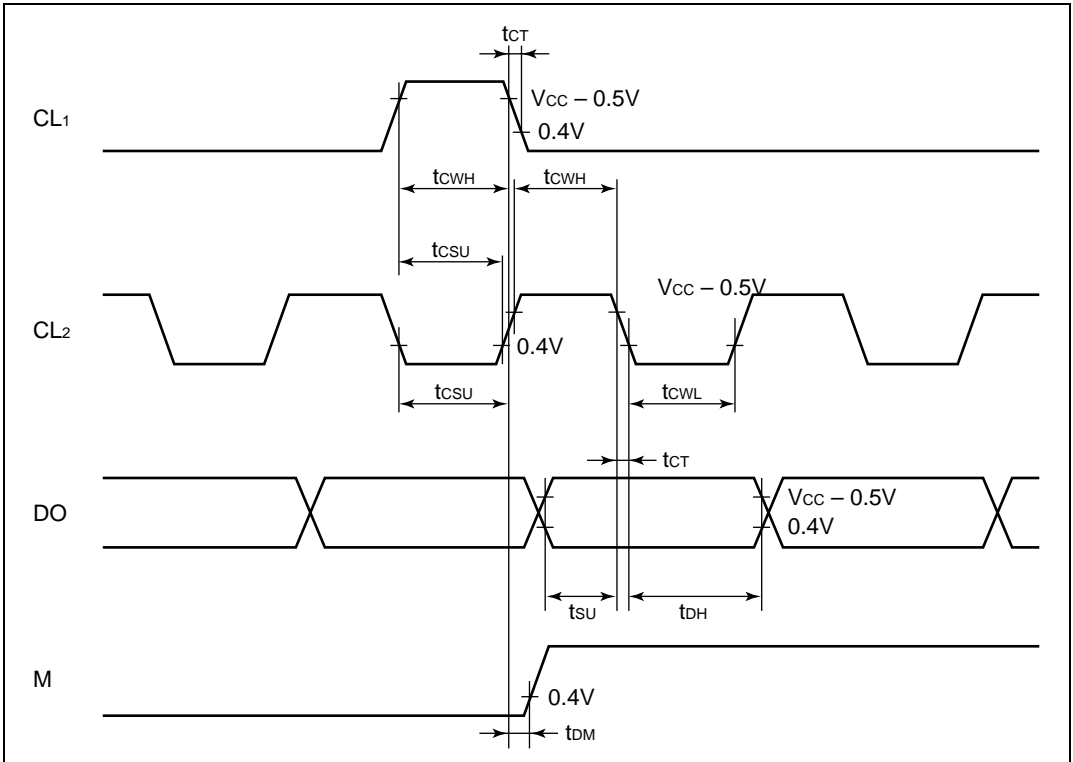 tCT
VCC – 0.5V
CL1
0.4V
tCWH
tCWH
tCSU
VCC – 0.5V
CL2
0.4V
tCSU
tCWL
tCT
VCC – 0.5V
DO
0.4V
tSU
tDH
M
0.4V
tDM